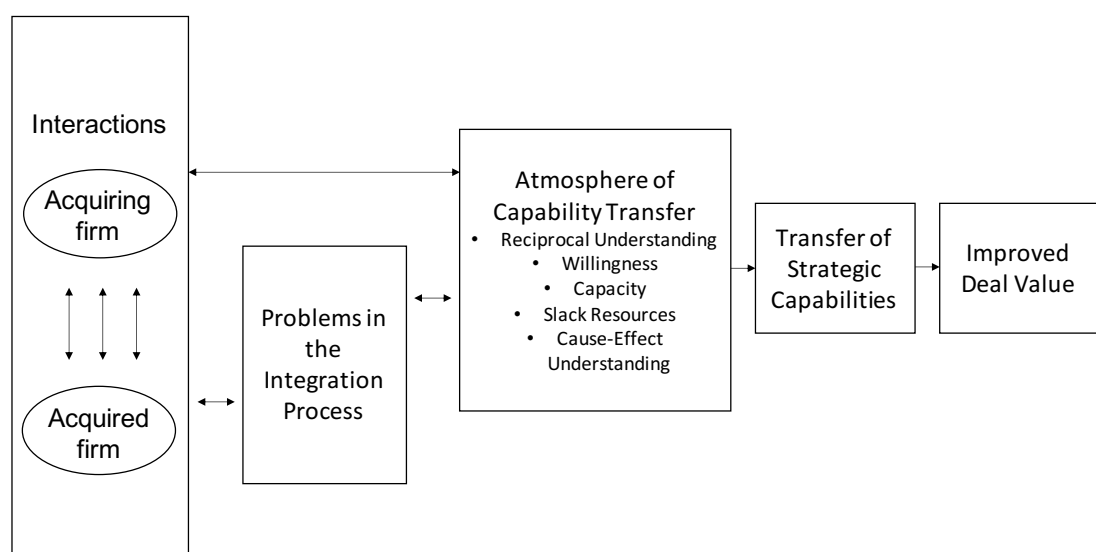 Interactions
Acquiring
firm
Acquired
firm
Problems in
the
Integration
Process
Atmosphere of
Capability Transfer
• Reciprocal Understanding
• Willingness
• Capacity
• Slack Resources
• Cause-Effect
Understanding
Transfer of
Strategic
Capabilities
Improved
Deal Value